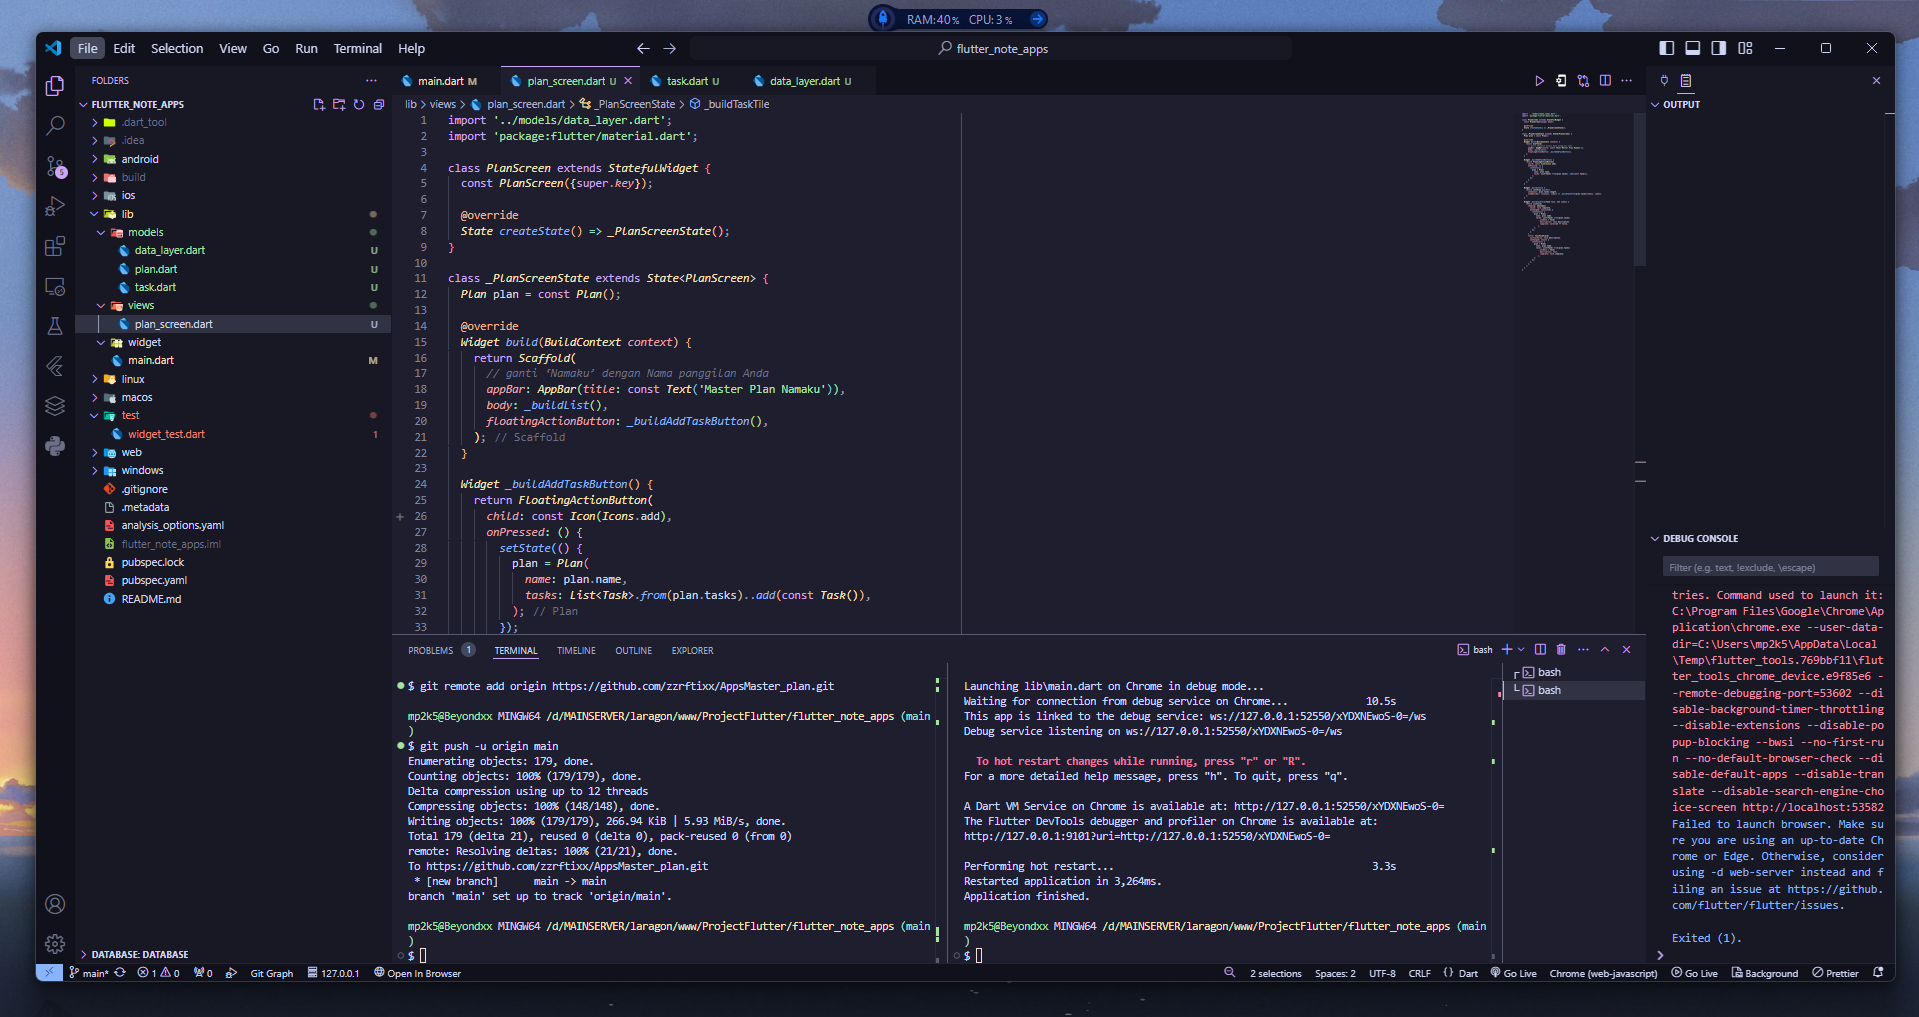 RAM:40% CPU:3%
File Edit Selection View Go Run Terminal Help
flutter_note_apps
FOLDERS
FLUTTER_NOTE_APPS
.dart_tool
.idea
android
build
ios
lib
models
data_layer.dart U
plan.dart U
task.dart U
views
plan_screen.dart U
widget
main.dart M
linux
macos
test
widget_test.dart 1
web
windows
.gitignore
.metadata
analysis_options.yaml
flutter_note_apps.iml
pubspec.lock
pubspec.yaml
README.md
DATABASE: DATABASE
main.dart M plan_screen.dart U task.dart U data_layer.dart U
lib > views > plan_screen.dart > _PlanScreenState > _buildTaskTile
1 import '../models/data_layer.dart';
2 import 'package:flutter/material.dart';
3
4 class PlanScreen extends StatefulWidget {
5 const PlanScreen({super.key});
6
7 @override
8 State createState() => _PlanScreenState();
9 }
10
11 class _PlanScreenState extends State<PlanScreen> {
12 Plan plan = const Plan();
13
14 @override
15 Widget build(BuildContext context) {
16 return Scaffold(
17 // ganti ‘Namaku’ dengan Nama panggilan Anda
18 appBar: AppBar(title: const Text('Master Plan Namaku')),
19 body: _buildList(),
20 floatingActionButton: _buildAddTaskButton(),
21 ); // Scaffold
22 }
23
24 Widget _buildAddTaskButton() {
25 return FloatingActionButton(
26 child: const Icon(Icons.add),
27 onPressed: () {
28 setState(() {
29 plan = Plan(
30 name: plan.name,
31 tasks: List<Task>.from(plan.tasks)..add(const Task()),
32 ); // Plan
33 });
PROBLEMS 1 TERMINAL TIMELINE OUTLINE EXPLORER
bash
$ git remote add origin https://github.com/zzrftixx/AppsMaster_plan.git
mp2k5@Beyondxx MINGW64 /d/MAINSERVER/laragon/www/ProjectFlutter/flutter_note_apps (main
)
$ git push -u origin main
Enumerating objects: 179, done.
Counting objects: 100% (179/179), done.
Delta compression using up to 12 threads
Compressing objects: 100% (148/148), done.
Writing objects: 100% (179/179), 266.94 KiB | 5.93 MiB/s, done.
Total 179 (delta 21), reused 0 (delta 0), pack-reused 0 (from 0)
remote: Resolving deltas: 100% (21/21), done.
To https://github.com/zzrftixx/AppsMaster_plan.git
* [new branch] main -> main
branch 'main' set up to track 'origin/main'.
mp2k5@Beyondxx MINGW64 /d/MAINSERVER/laragon/www/ProjectFlutter/flutter_note_apps (main
)
$
Launching lib\main.dart on Chrome in debug mode...
Waiting for connection from debug service on Chrome... 10.5s
This app is linked to the debug service: ws://127.0.0.1:52550/xYDXNEwoS-0=/ws
Debug service listening on ws://127.0.0.1:52550/xYDXNEwoS-0=/ws
To hot restart changes while running, press "r" or "R".
For a more detailed help message, press "h". To quit, press "q".
A Dart VM Service on Chrome is available at: http://127.0.0.1:52550/xYDXNEwoS-0=
The Flutter DevTools debugger and profiler on Chrome is available at:
http://127.0.0.1:9101?uri=http://127.0.0.1:52550/xYDXNEwoS-0=
Performing hot restart... 3.3s
Restarted application in 3,264ms.
Application finished.
mp2k5@Beyondxx MINGW64 /d/MAINSERVER/laragon/www/ProjectFlutter/flutter_note_apps (main
)
$
bash
bash
OUTPUT
DEBUG CONSOLE
Filter (e.g. text, !exclude, \escape)
tries. Command used to launch it:
C:\Program Files\Google\Chrome\Ap
plication\chrome.exe --user-data-
dir=C:\Users\mp2k5\AppData\Local
\Temp\flutter_tools.769bbf11\flut
ter_tools_chrome_device.e9f85e6 -
-remote-debugging-port=53602 --di
sable-background-timer-throttling
--disable-extensions --disable-po
pup-blocking --bwsi --no-first-ru
n --no-default-browser-check --di
sable-default-apps --disable-tran
slate --disable-search-engine-cho
ice-screen http://localhost:53582
Failed to launch browser. Make su
re you are using an up-to-date Ch
rome or Edge. Otherwise, consider
using -d web-server instead and f
iling an issue at https://github.
com/flutter/flutter/issues.
Exited (1).
main* 1 0 0 Git Graph 127.0.0.1 Open In Browser 2 selections Spaces: 2 UTF-8 CRLF {} Dart Go Live Chrome (web-javascript) Go Live Background Prettier